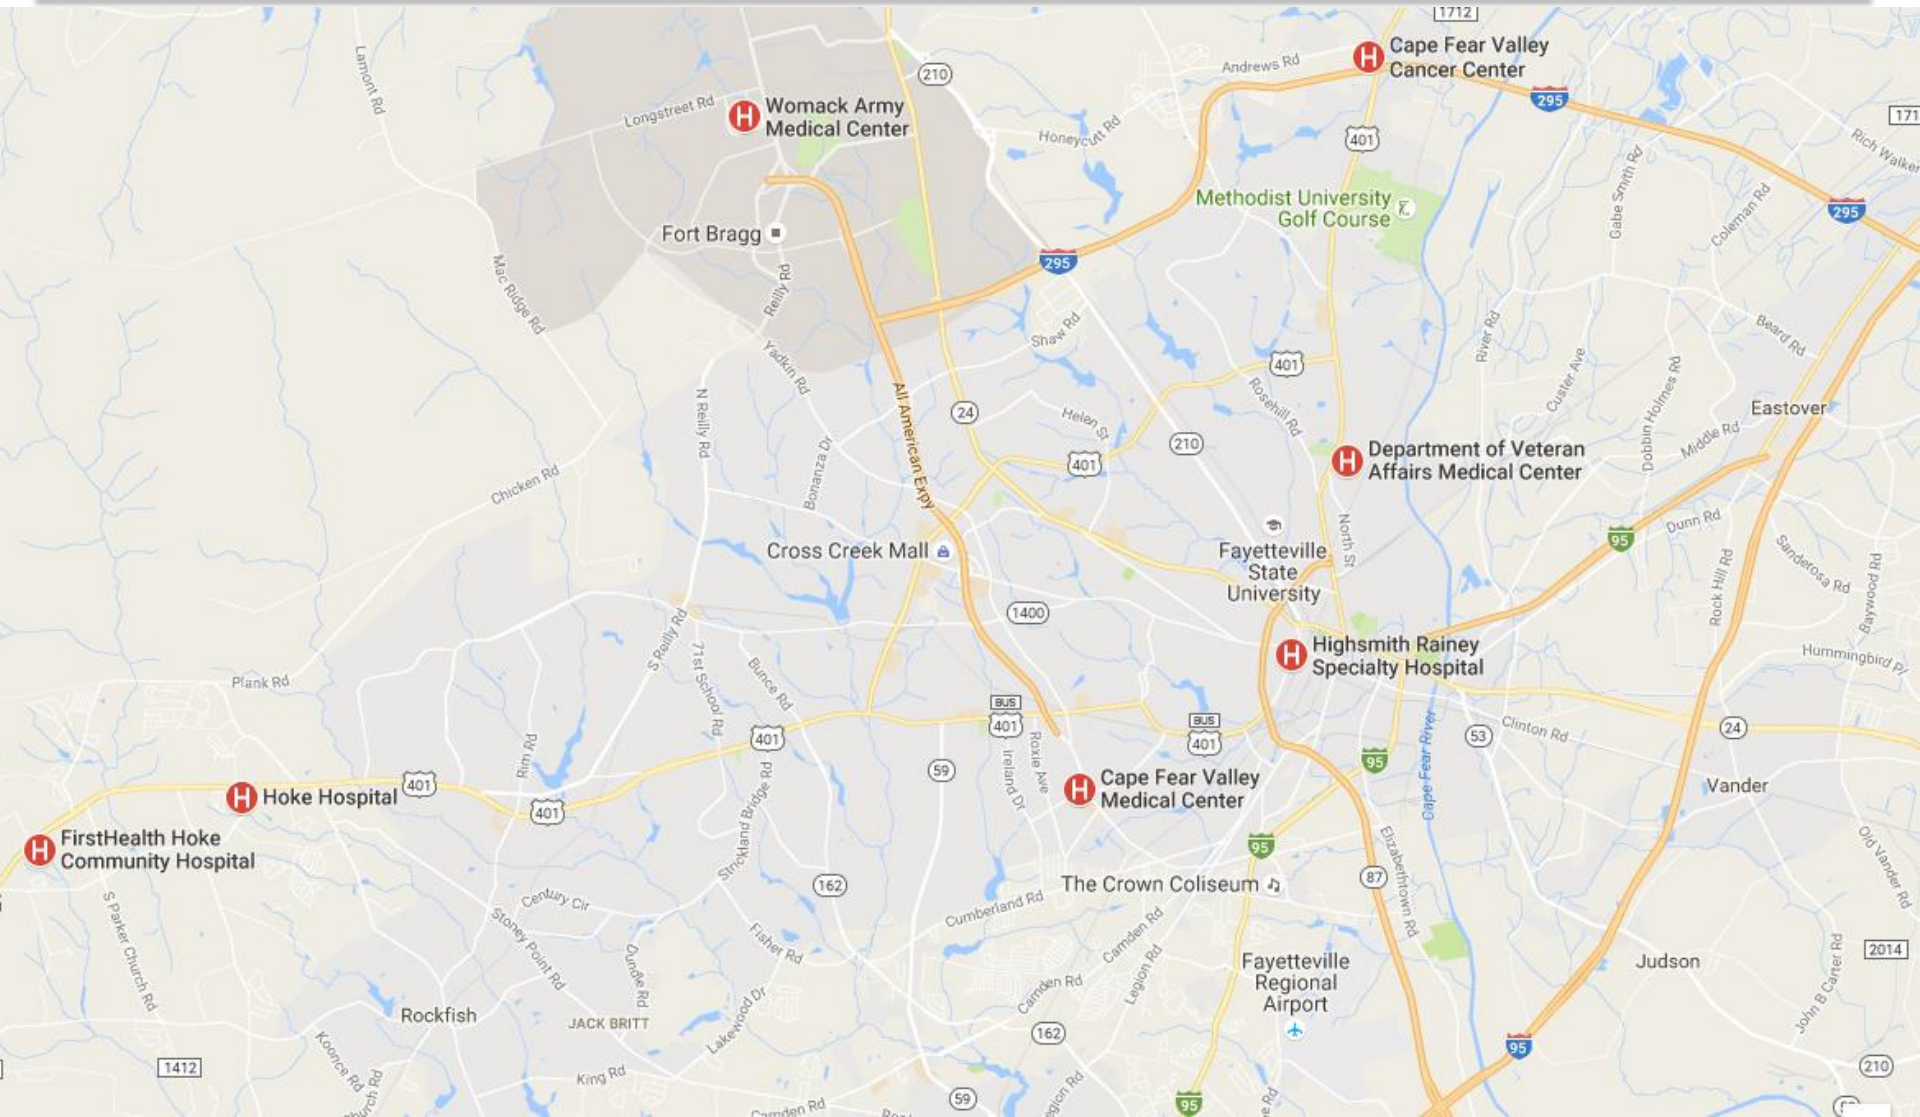 1712
Cape Fear Valley
Cancer Center
Andrews Rd
210
295
Lamont Rd
Womack Army
Medical Center
Longstreet Rd
171
Honeycutt Rd
401
Rich Walker
Gabe Smith Rd
Methodist University
Golf Course
Coleman Rd
295
Fort Bragg
295
Mac Ridge Rd
Reilly Rd
Shaw Rd
River Rd
Beard Rd
Yadkin Rd
401
Custer Ave
Dobbin Holmes Rd
N Reilly Rd
All American Expy
24
Helen St
Rosehill Rd
Eastover
Middle Rd
210
Bonanza Dr
401
Department of Veteran
Affairs Medical Center
Chicken Rd
Dunn Rd
95
North St
Cross Creek Mall
Fayetteville
State
University
Sanderosa Rd
Rock Hill Rd
Baywood Rd
1400
S Reilly Rd
Highsmith Rainey
Specialty Hospital
71st School Rd
Bunce Rd
Hummingbird Pl
Plank Rd
BUS
401
BUS
401
401
Cape Fear River
53
Clinton Rd
24
Rim Rd
Roxie Ave
Ireland Dr
59
95
Vander
Hoke Hospital
401
401
Cape Fear Valley
Medical Center
Strickland Bridge Rd
FirstHealth Hoke
Community Hospital
95
Elizabethtown Rd
Old Vander Rd
162
The Crown Coliseum
87
Century Cir
Cumberland Rd
S Parker Church Rd
Stoney Point Rd
Fisher Rd
Dundle Rd
Camden Rd
Legion Rd
Fayetteville
Regional
Airport
Judson
2014
John B Carter Rd
Camden Rd
Rockfish
JACK BRITT
Lakewood Dr
162
95
Koonce Rd
1412
King Rd
210
59
95
Camden Rd